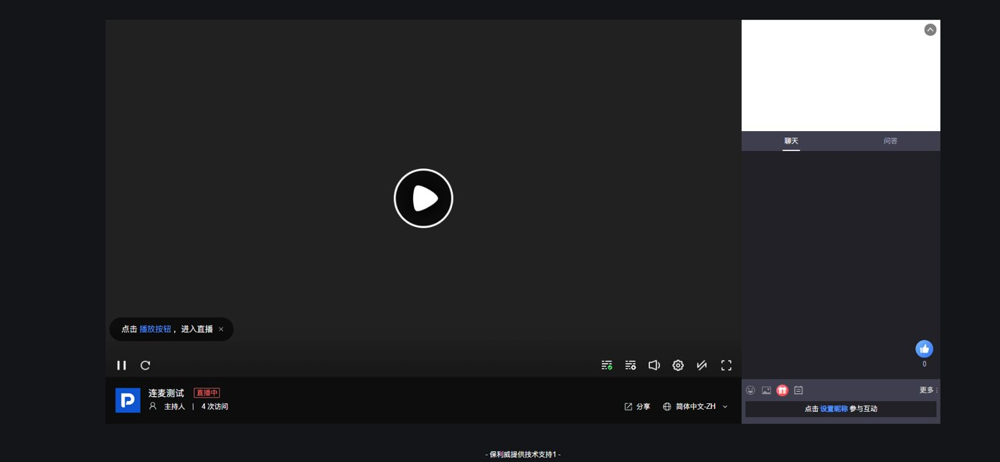 聊天
问答
点击 播放按钮 ，进入直播 ×
0
连麦测试 直播中
主持人 | 4 次访问
分享 简体中文-ZH
更多
点击 设置昵称 参与互动
- 保利威提供技术支持1 -